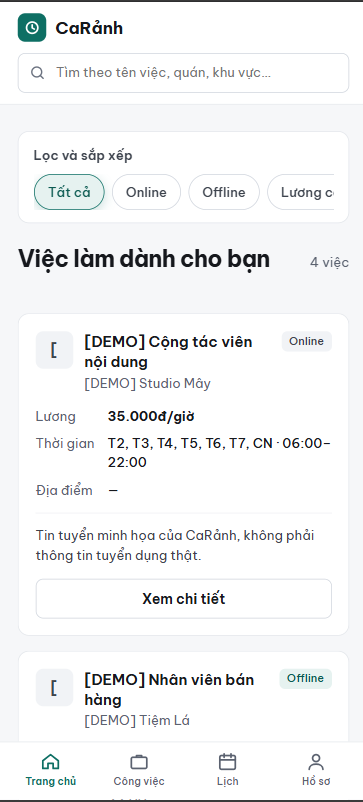 CaRảnh
Tìm theo tên việc, quán, khu vực...
Lọc và sắp xếp
Tất cả
Online
Offline
Lương c
Việc làm dành cho bạn
4 việc
[
[DEMO] Cộng tác viên
nội dung
Online
[DEMO] Studio Mây
Lương 35.000đ/giờ
Thời gian T2, T3, T4, T5, T6, T7, CN · 06:00–
22:00
Địa điểm —
Tin tuyển minh họa của CaRảnh, không phải
thông tin tuyển dụng thật.
Xem chi tiết
[
[DEMO] Nhân viên bán
hàng
Offline
[DEMO] Tiệm Lá
Trang chủ
Công việc
Lịch
Hồ sơ